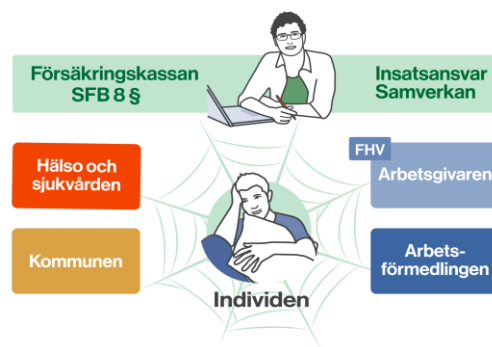 Försäkringskassan
SFB 8 §
Insatsansvar
Samverkan
Hälso och
sjukvården
FHV
Arbetsgivaren
Kommunen
Arbets-
förmedlingen
Individen